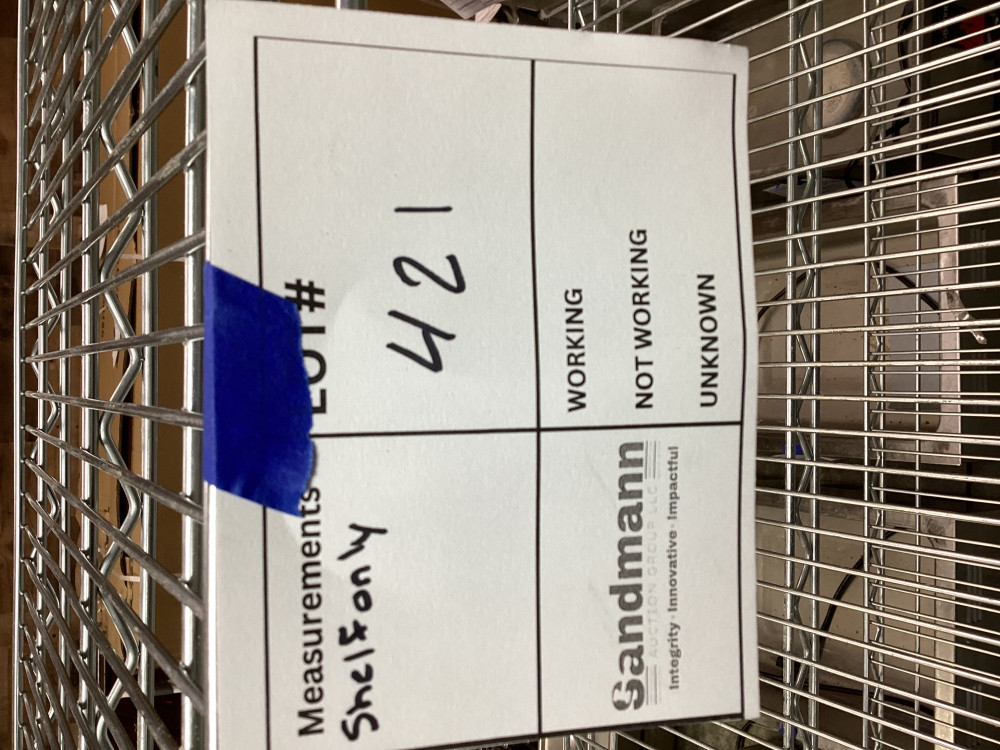 Measurements
Shelf only
LOT#
421
Sandmann
AUCTION GROUP LLC
Integrity · Innovative · Impactful
WORKING
NOT WORKING
UNKNOWN